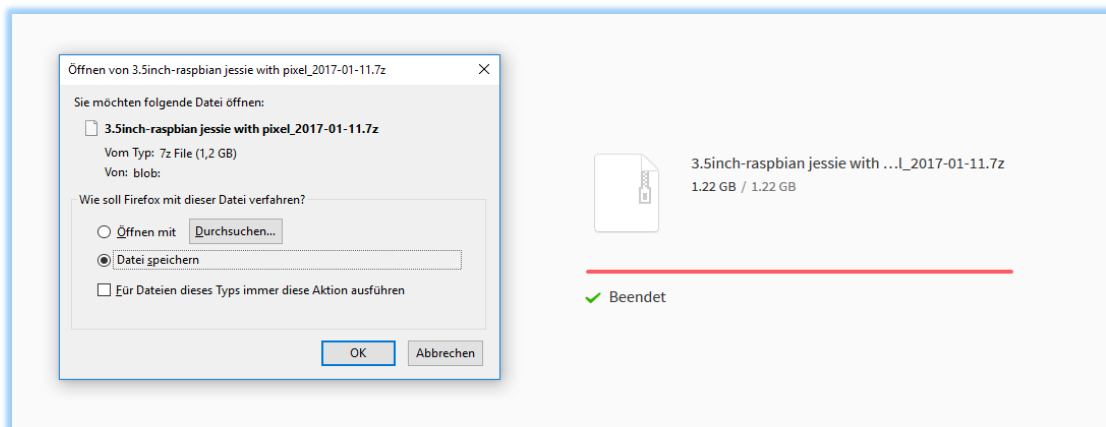 Öffnen von 3.5inch-raspbian jessie with pixel_2017-01-11.7z
Sie möchten folgende Datei öffnen:
3.5inch-raspbian jessie with pixel_2017-01-11.7z
Vom Typ: 7z File (1,2 GB)
Von: blob:
Wie soll Firefox mit dieser Datei verfahren?
Öffnen mit Durchsuchen...
Datei speichern
Für Dateien dieses Typs immer diese Aktion ausführen
OK Abbrechen
3.5inch-raspbian jessie with ...l_2017-01-11.7z
1.22 GB / 1.22 GB
Beendet